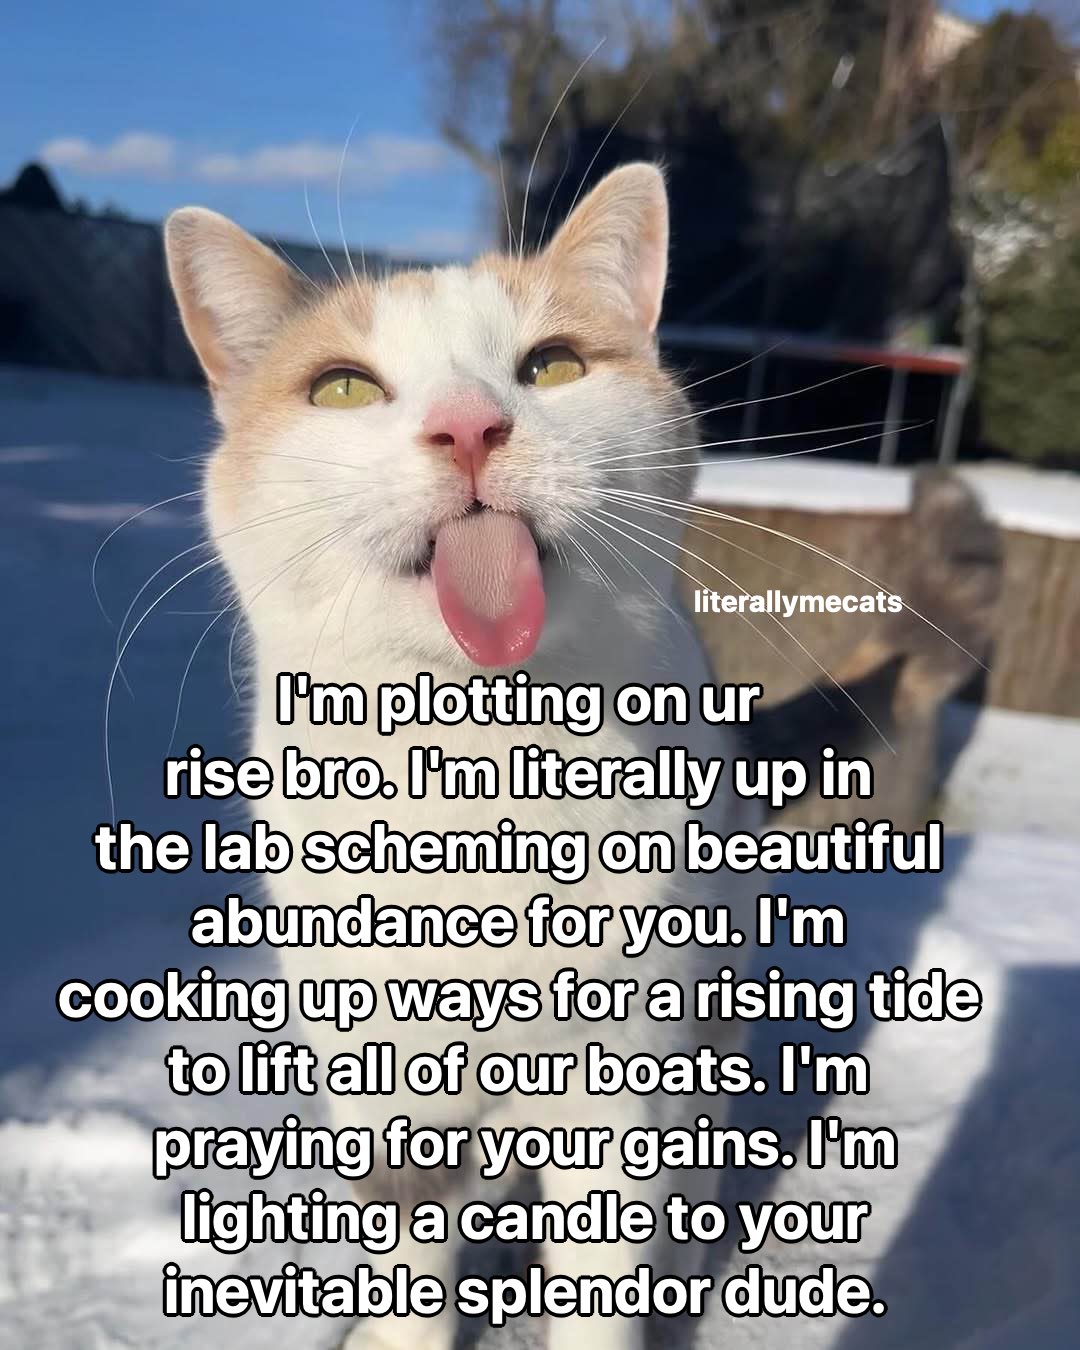 literallymecats
I'm plotting on ur
rise bro. I'm literally up in
the lab scheming on beautiful
abundance for you. I'm
cooking up ways for a rising tide
to lift all of our boats. I'm
praying for your gains. I'm
lighting a candle to your
inevitable splendor dude.